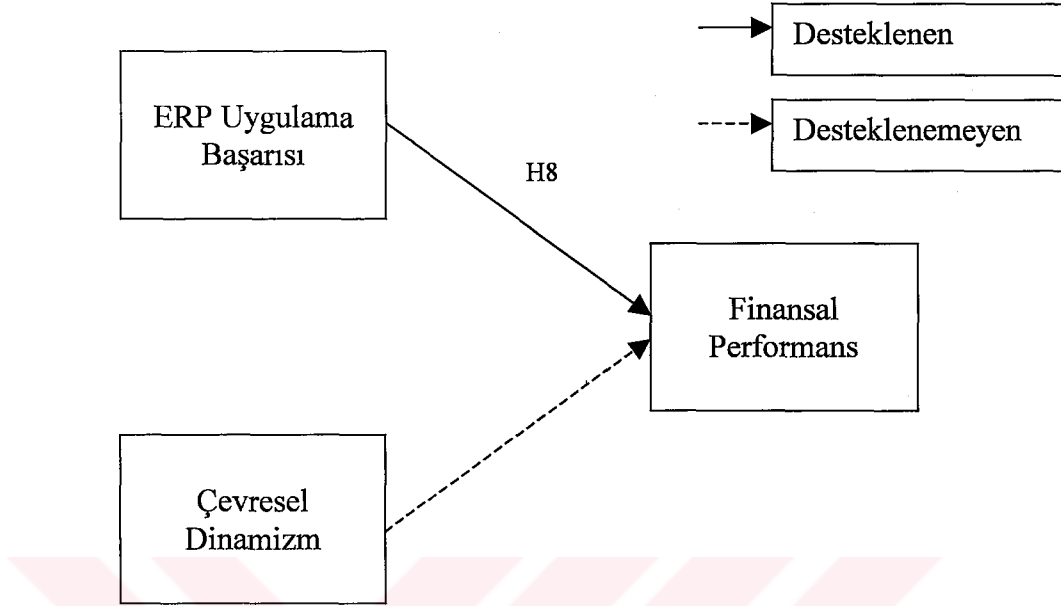 Desteklenen
ERP Uygulama
Başarısı
Desteklenemeyen
H8
Finansal
Performans
Çevresel
Dinamizm